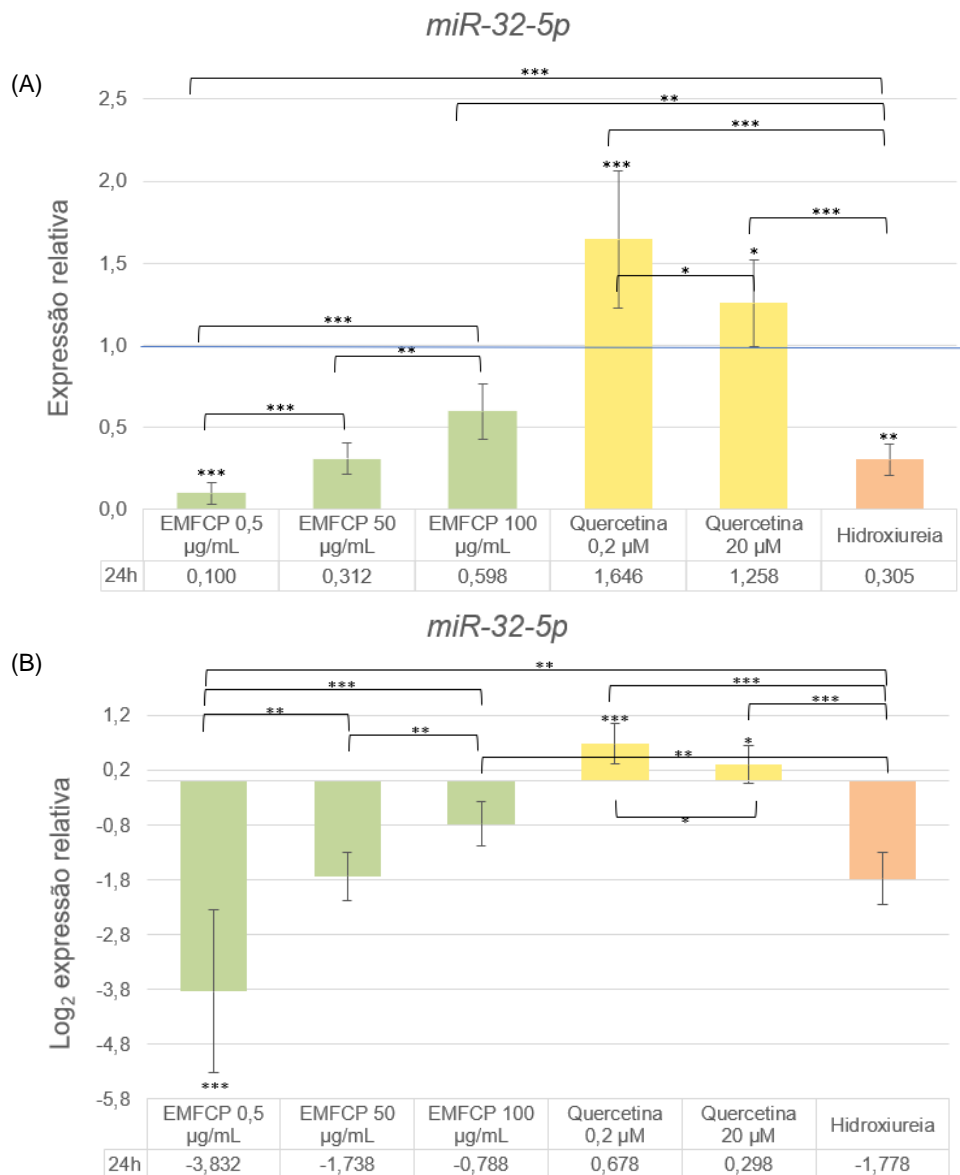 miR-32-5p
(A)
***
**
***
***
***
*
*
***
**
***
***
**
Expressão relativa
2,5
2,0
1,5
1,0
0,5
0,0
EMFCP 0,5 µg/mL
EMFCP 50 µg/mL
EMFCP 100 µg/mL
Quercetina 0,2 µM
Quercetina 20 µM
Hidroxiureia
24h 0,100 0,312 0,598 1,646 1,258 0,305
miR-32-5p
(B)
**
***
***
***
**
***
*
**
**
*
***
Log₂ expressão relativa
1,2
0,2
-0,8
-1,8
-2,8
-3,8
-4,8
-5,8
EMFCP 0,5 µg/mL
EMFCP 50 µg/mL
EMFCP 100 µg/mL
Quercetina 0,2 µM
Quercetina 20 µM
Hidroxiureia
24h -3,832 -1,738 -0,788 0,678 0,298 -1,778